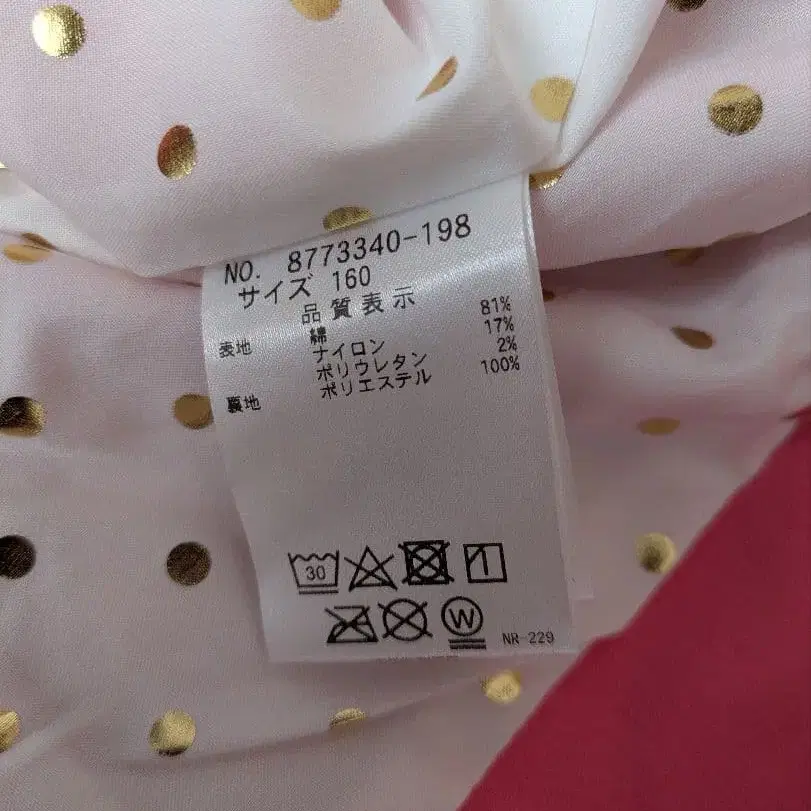 NO. 8773340-198
サイズ 160
品質表示
表地 綿 81%
ナイロン 17%
ポリウレタン 2%
裏地 ポリエステル 100%
30
W
NR-229